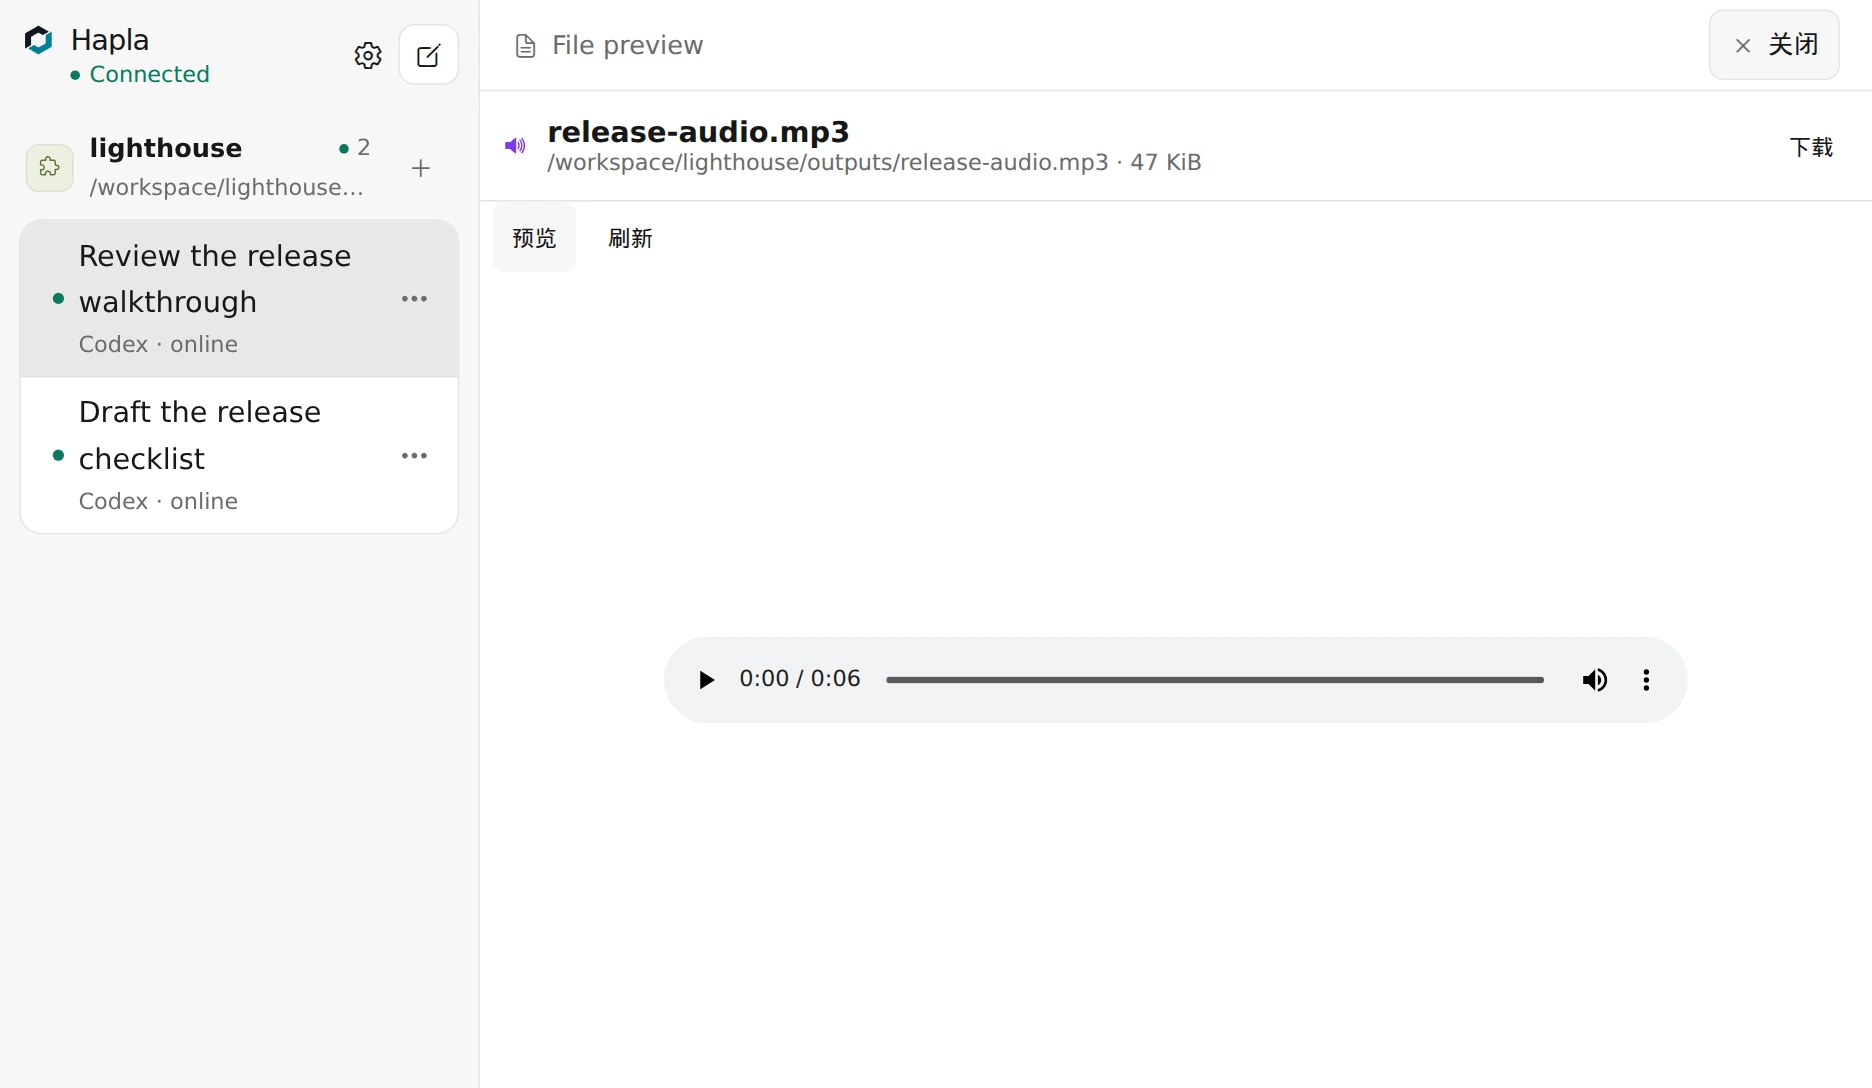 Hapla
Connected
lighthouse
2
/workspace/lighthouse...
Review the release
walkthrough
Codex · online
Draft the release
checklist
Codex · online
File preview
关闭
release-audio.mp3
/workspace/lighthouse/outputs/release-audio.mp3 · 47 KiB
下载
预览
刷新
0:00 / 0:06